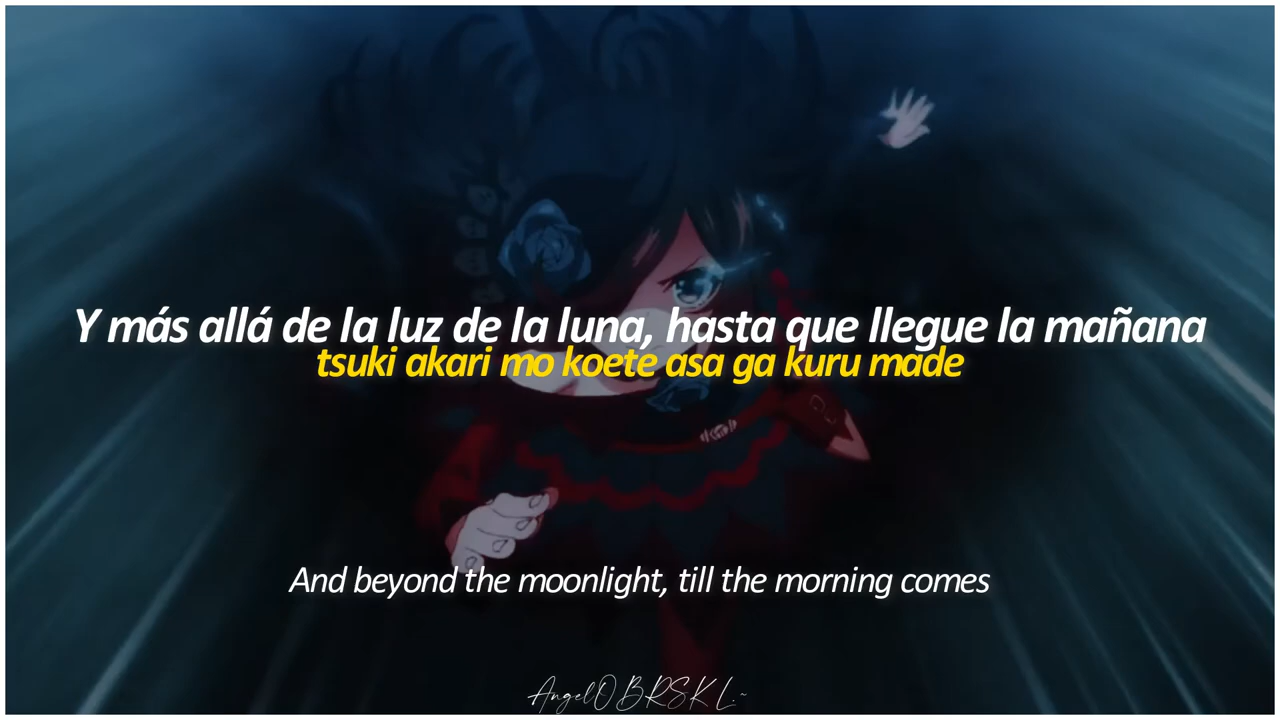 Y más allá de la luz de la luna, hasta que llegue la mañana
tsuki akari mo koete asa ga kuru made
And beyond the moonlight, till the morning comes
AngelOBRSKL.~